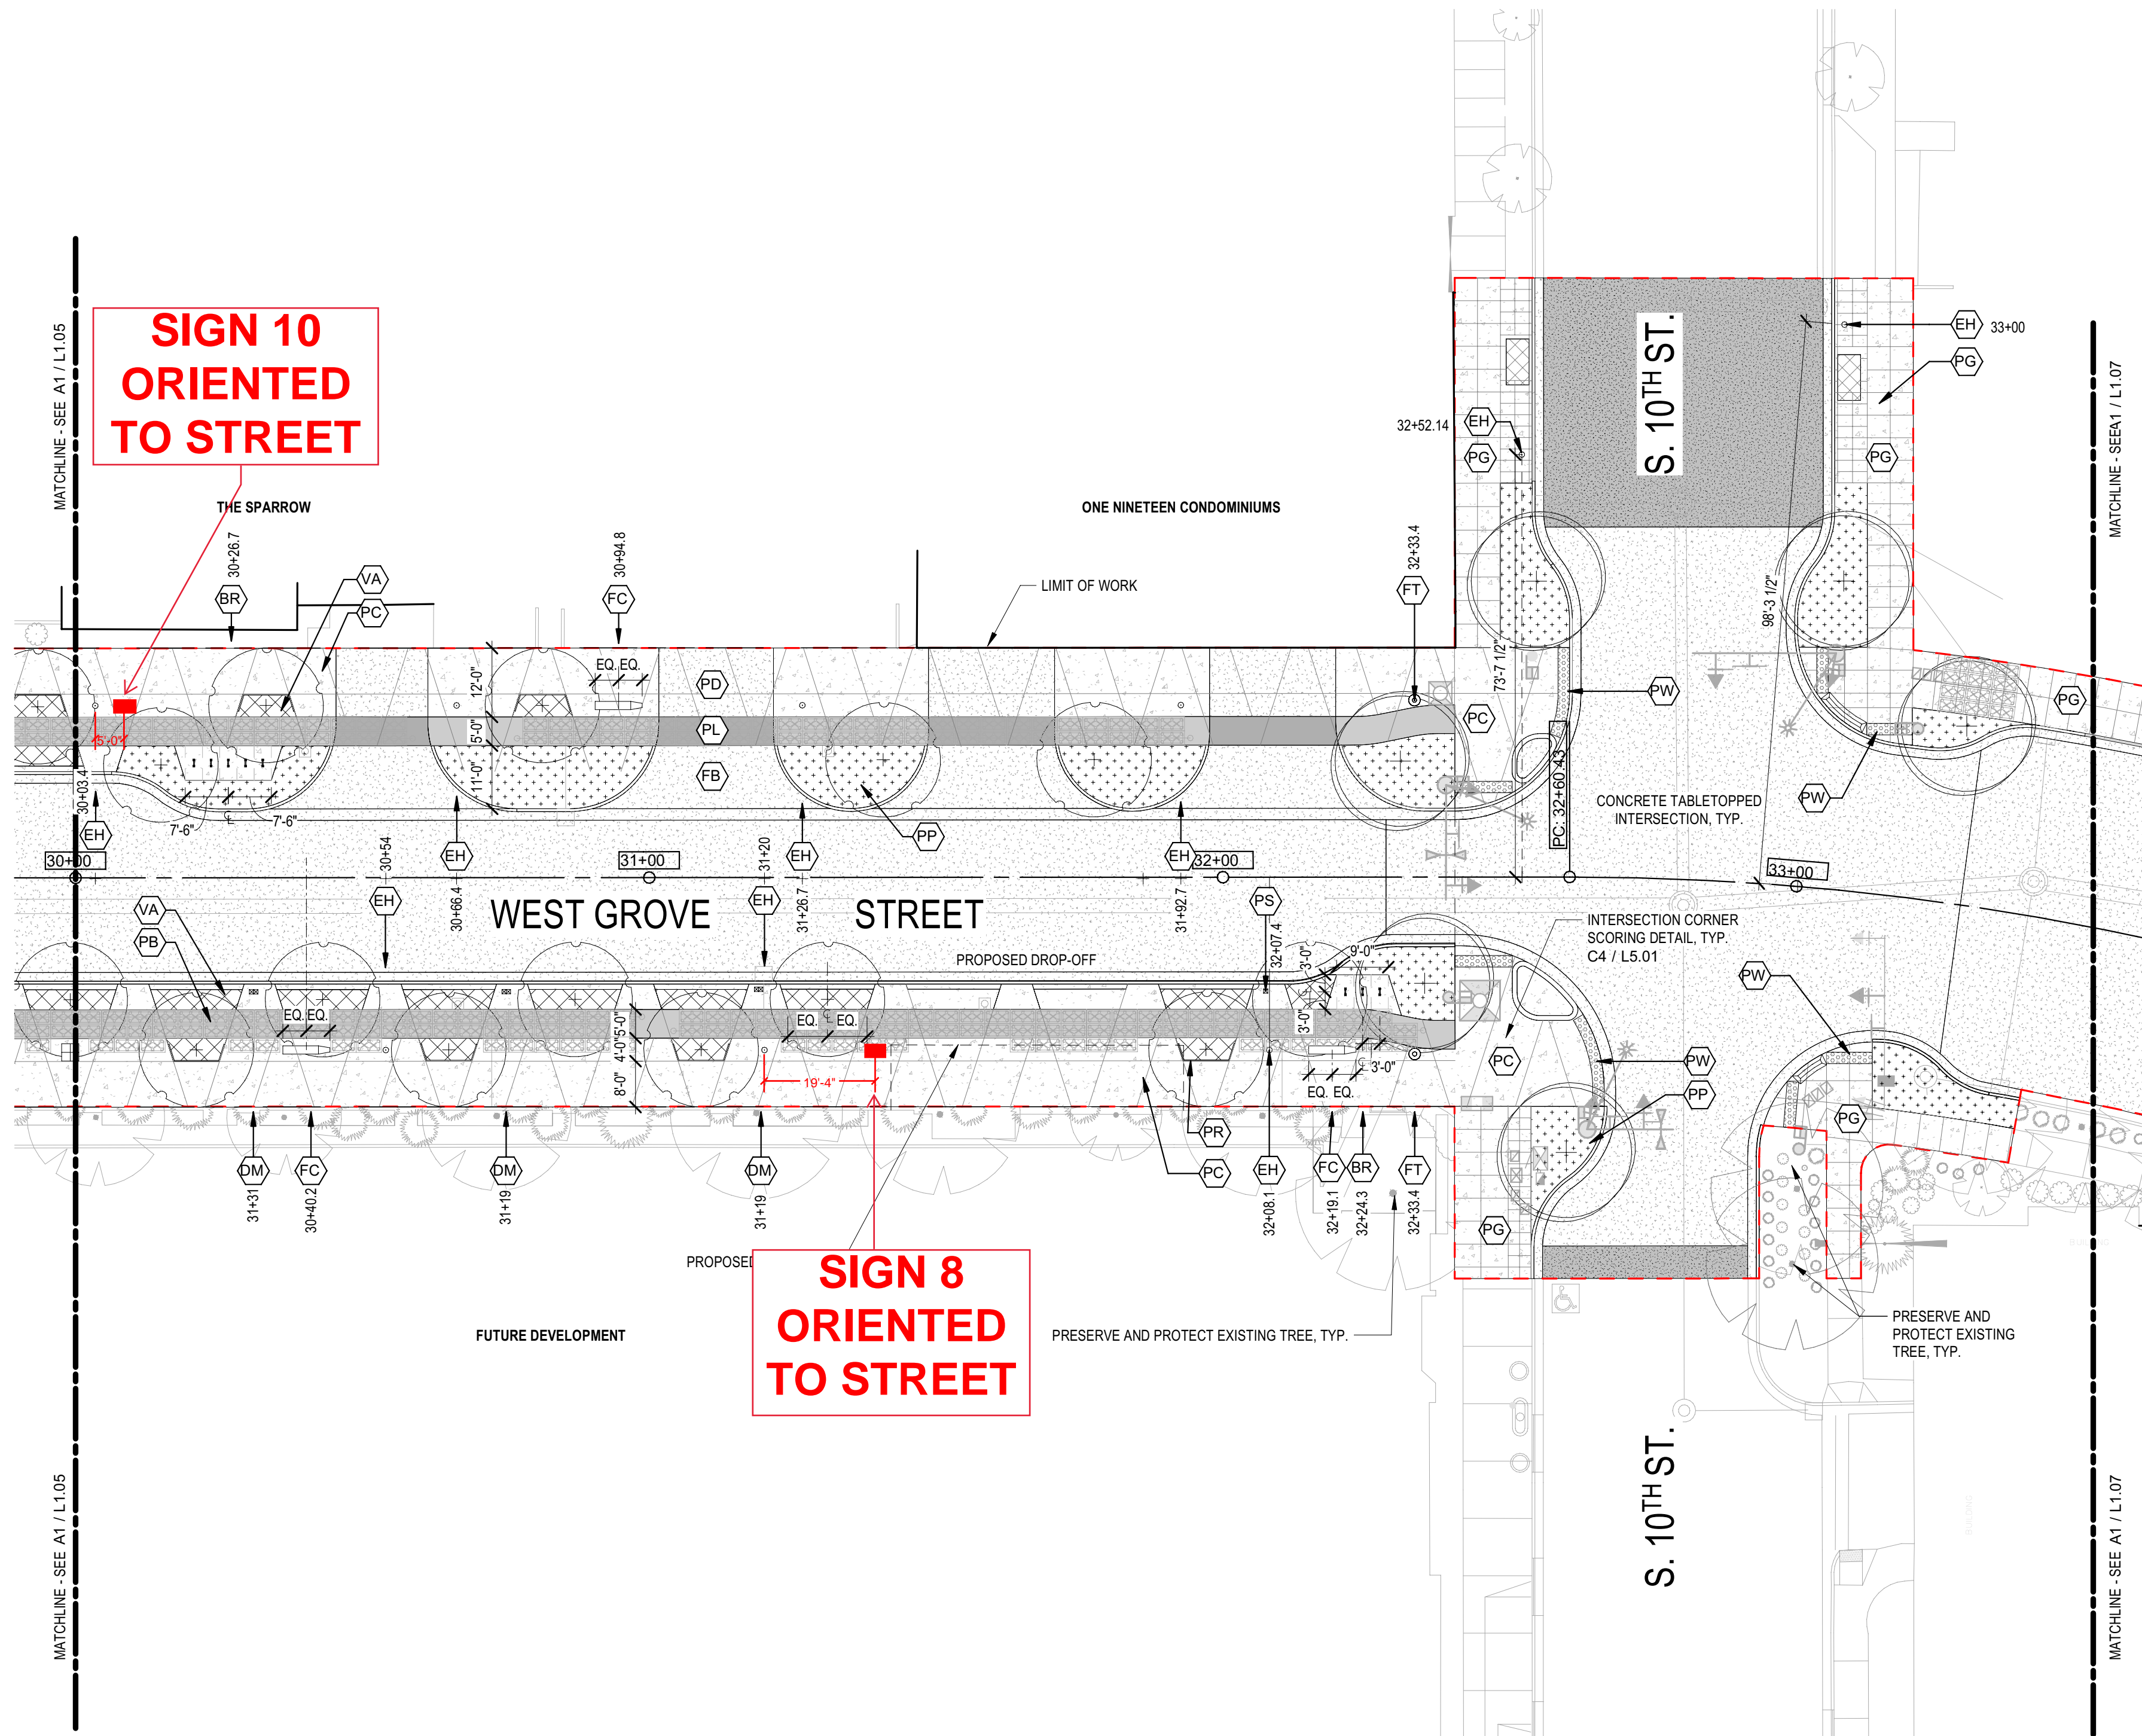 MATCHLINE - SEE A1 / L1.05
SIGN 10
ORIENTED
TO STREET
THE SPARROW
ONE NINETEEN CONDOMINIUMS
S. 10TH ST.
EH
33+00
PG
MATCHLINE - SEEA1 / L1.07
32+52.14
EH
PG
PG
30+26.7
BR
VA
PC
30+94.8
FC
LIMIT OF WORK
32+33.4
FT
98'-3 1/2"
73'-7 1/2"
EQ. EQ.
12'-0"
PD
PW
PG
5'-0"
5'-0"
PL
PC
PW
11'-0"
FB
30+03.4
7'-6"
7'-6"
PP
PC: 32+60.43
CONCRETE TABLETOPPED
INTERSECTION, TYP.
EH
EH
EH
EH
30+00
30+54
31+00
31+20
32+00
33+00
30+66.4
31+26.7
31+92.7
EH
EH
PS
VA
PB
WEST GROVE STREET
INTERSECTION CORNER
SCORING DETAIL, TYP.
C4 / L5.01
32+07.4
PROPOSED DROP-OFF
3'-0"
9'-0"
PW
EQ. EQ.
5'-0"
4'-0"
8'-0"
EQ. EQ.
3'-0"
3'-0"
19'-4"
EQ. EQ.
PC
PW
PP
PG
PR
PC
DM
FC
DM
DM
EH
FC
BR
FT
31+31
30+40.2
31+19
31+19
32+08.1
32+19.1
32+24.3
32+33.4
PG
PROPOSED
SIGN 8
ORIENTED
TO STREET
FUTURE DEVELOPMENT
PRESERVE AND PROTECT EXISTING TREE, TYP.
PRESERVE AND
PROTECT EXISTING
TREE, TYP.
S. 10TH ST.
MATCHLINE - SEE A1 / L1.05
MATCHLINE - SEE A1 / L1.07
BUILDING
BUILDING